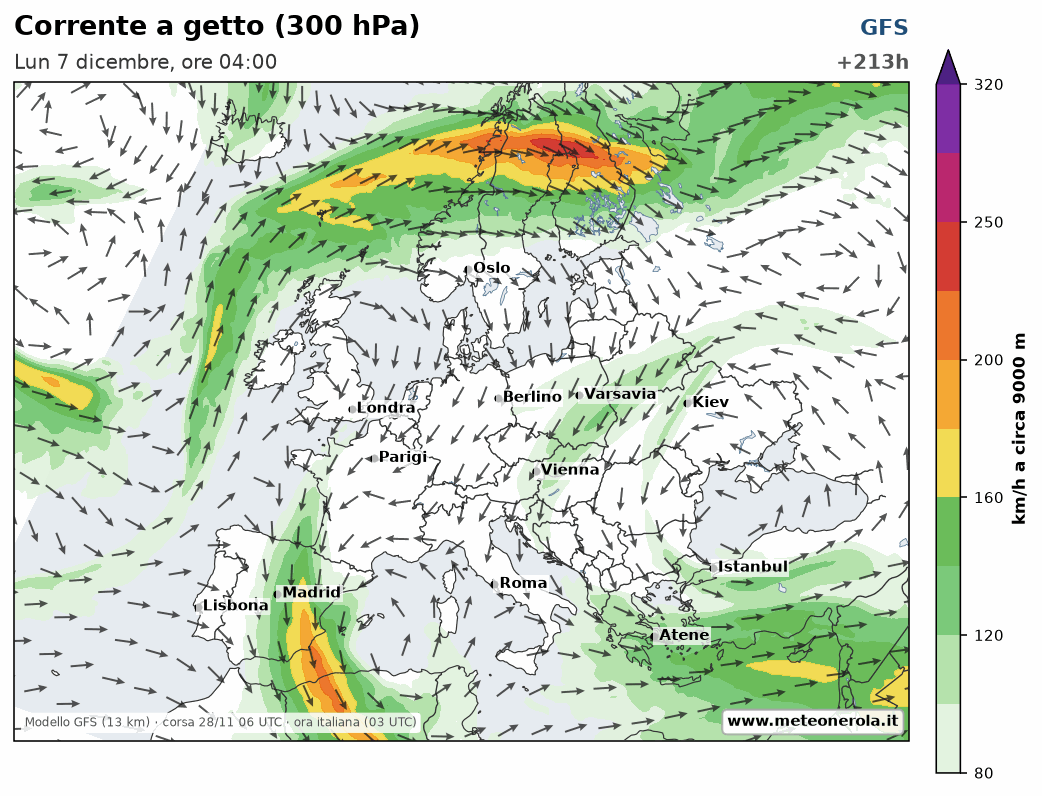 Corrente a getto (300 hPa)
GFS
Lun 7 dicembre, ore 04:00
+213h
320
250
200
160
120
80
km/h a circa 9000 m
Oslo
Berlino
Varsavia
Kiev
Londra
Parigi
Vienna
Istanbul
Roma
Madrid
Lisbona
Atene
Modello GFS (13 km) · corsa 28/11 06 UTC · ora italiana (03 UTC)
www.meteonerola.it